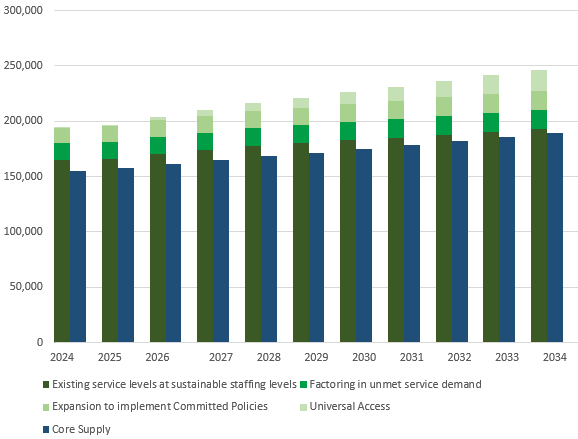 300,000
250,000
200,000
150,000
100,000
50,000
0
2024 2025 2026 2027 2028 2029 2030 2031 2032 2033 2034
Existing service levels at sustainable staffing levels Factoring in unmet service demand
Expansion to implement Committed Policies Universal Access
Core Supply